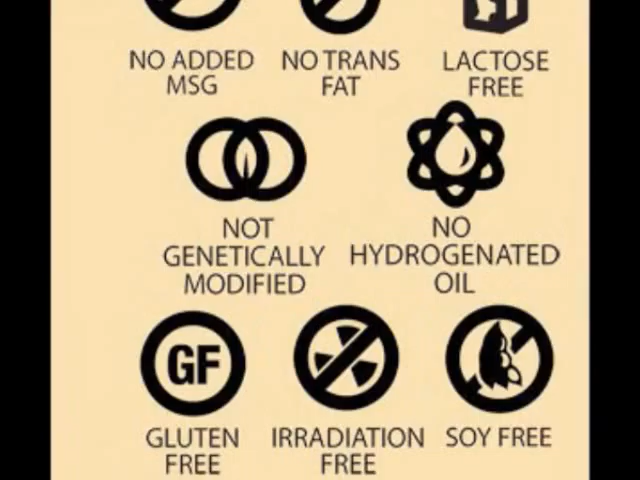 NO ADDED MSG
NO TRANS FAT
LACTOSE FREE
NOT GENETICALLY MODIFIED
NO HYDROGENATED OIL
GF
GLUTEN FREE
IRRADIATION FREE
SOY FREE